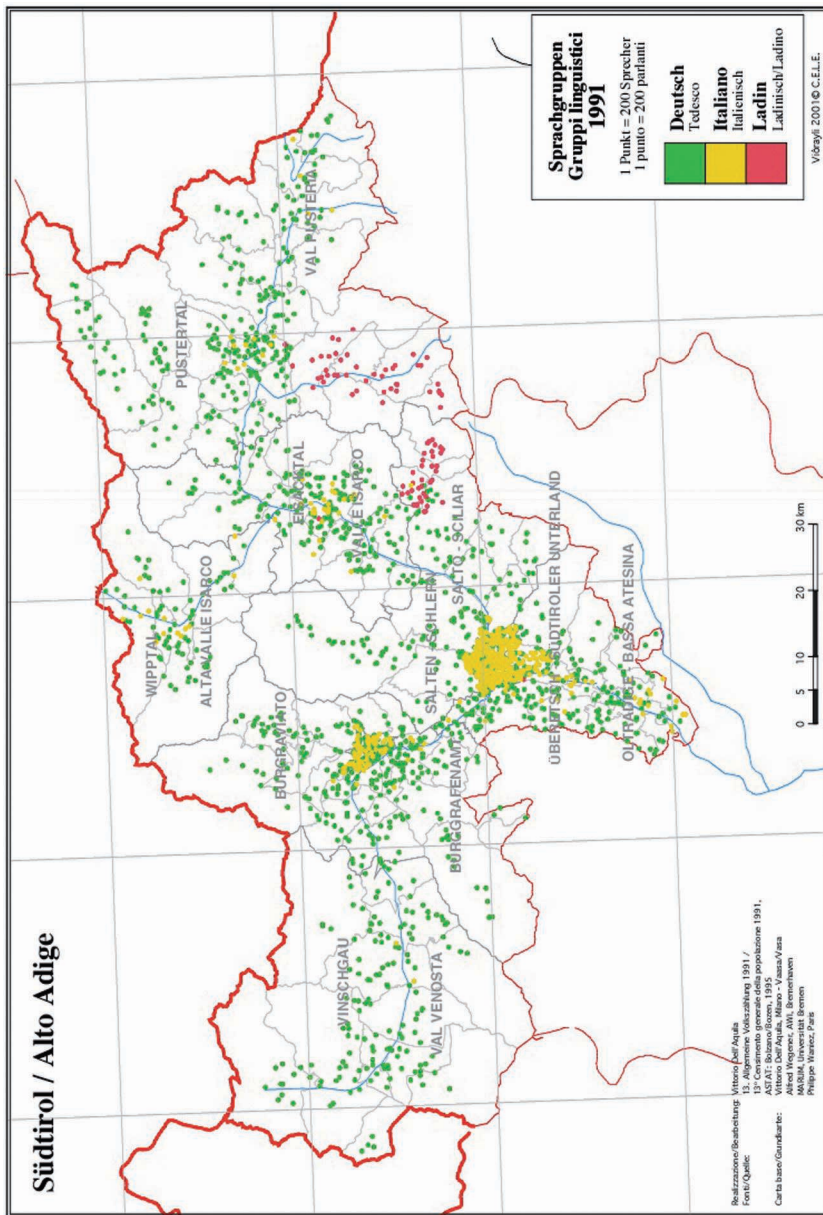 Südtirol / Alto Adige
Sprachgruppen
Gruppi linguistici
1991
1 Punkt = 200 Sprecher
1 punto = 200 parlanti
Deutsch
Tedesco
Italiano
Italienisch
Ladin
Ladinisch/Ladino
Viòrayli 2001© C.E.L.E.
WIPPTAL
ALTA VALLE ISARCO
PUSTERTAL
VAL PUSTERIA
EISACKTAL
VALLE ISARCO
BURGRAVIATO
BURGGRAFENAMT
VINSCHGAU
VAL VENOSTA
SALTEN - SCHLERN
SALTO - SCILIAR
ÜBERETSCH - SÜDTIROLER UNTERLAND
OLTRADIGE - BASSA ATESINA
0 5 10 20 30 km
Realizzazione/Bearbeitung: Vittorio Dell'Aquila
Fonti/Quelle: 13. Allgemeine Volkszählung 1991 /
13° Censimento generale della popolazione 1991,
ASTAT: Bolzano/Bozen, 1995
Carta base/Grundkarte: Vittorio Dell'Aquila, Milano - Vaasa/Vasa
Alfred Wegener, AWI, Bremerhaven
MARUM, Universität Bremen
Philippe Waniez, Paris